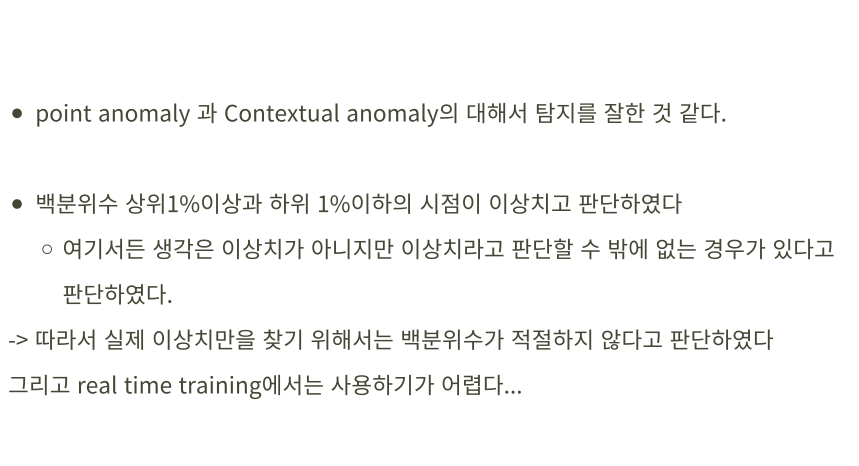 • point anomaly 과 Contextual anomaly의 대해서 탐지를 잘한 것 같다.
• 백분위수 상위1%이상과 하위 1%이하의 시점이 이상치고 판단하였다
○ 여기서든 생각은 이상치가 아니지만 이상치라고 판단할 수 밖에 없는 경우가 있다고
판단하였다.
-> 따라서 실제 이상치만을 찾기 위해서는 백분위수가 적절하지 않다고 판단하였다
그리고 real time training에서는 사용하기가 어렵다...